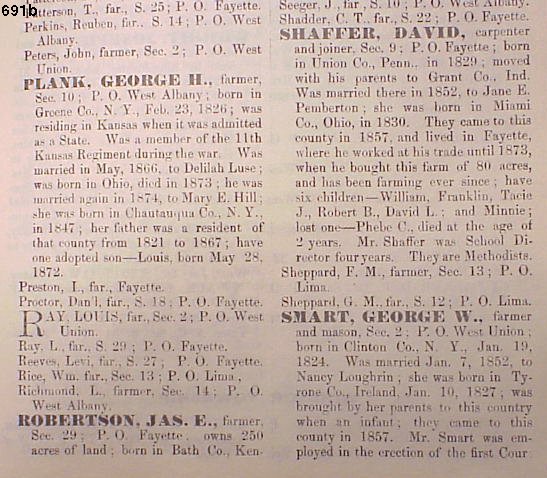 691b
Patterson, T., far., S. 25; P. O. Fayette.
Perkins, Reuben, far., S. 14; P. O. West
Albany.
Peters, John, farmer, Sec. 2; P. O. West
Union.
PLANK, GEORGE H., farmer,
Sec. 10; P. O. West Albany; born in
Greene Co., N. Y., Feb. 23, 1826; was
residing in Kansas when it was admitted
as a State. Was a member of the 11th
Kansas Regiment during the war. Was
married in May, 1866, to Delilah Luse;
was born in Ohio, died in 1873; he was
married again in 1874, to Mary E. Hill;
she was born in Chautauqua Co., N. Y.,
in 1847; her father was a resident of
that county from 1821 to 1867; have
one adopted son—Louis, born May 28,
1872.
Preston, I., far., Fayette.
Proctor, Dan'l, far., S. 18; P. O. Fayette.
RAY, LOUIS, far., Sec. 2; P. O. West
Union.
Ray, L., far., S. 29; P. O. Fayette.
Reeves, Levi, far., S. 27; P. O. Fayette.
Rice, Wm. far., Sec. 13; P. O. Lima,
Richmond, L., farmer, Sec. 14; P. O.
West Albany.
ROBERTSON, JAS. E., farmer,
Sec. 29; P. O. Fayette. owns 250
acres of land; born in Bath Co., Ken-
Seeger, J., far., S. 10; P. O. West Albany.
Shadder, C. T., far., S. 22; P. O. Fayette.
SHAFFER, DAVID, carpenter
and joiner, Sec. 9; P. O. Fayette; born
in Union Co., Penn., in 1829; moved
with his parents to Grant Co., Ind.
Was married there in 1852, to Jane E.
Pemberton; she was born in Miami
Co., Ohio, in 1830. They came to this
county in 1857, and lived in Fayette,
where he worked at his trade until 1873,
when he bought this farm of 80 acres,
and has been farming ever since; have
six children—William, Franklin, Tacie
J., Robert B., David L.; and Minnie;
lost one—Phebe C., died at the age of
2 years. Mr. Shaffer was School Di-
rector four years. They are Methodists.
Sheppard, F. M., farmer, Sec. 13; P. O.
Lima.
Sheppard, G. M., far., S. 12; P. O. Lima.
SMART, GEORGE W., farmer
and mason, Sec. 2; P. O. West Union;
born in Clinton Co., N. Y., Jan. 19,
1824. Was married Jan. 7, 1852, to
Nancy Loughrin; she was born in Ty-
rone Co., Ireland, Jan. 10, 1827; was
brought by her parents to this country
when an infant; they came to this
county in 1857. Mr. Smart was em-
ployed in the erection of the first Cour